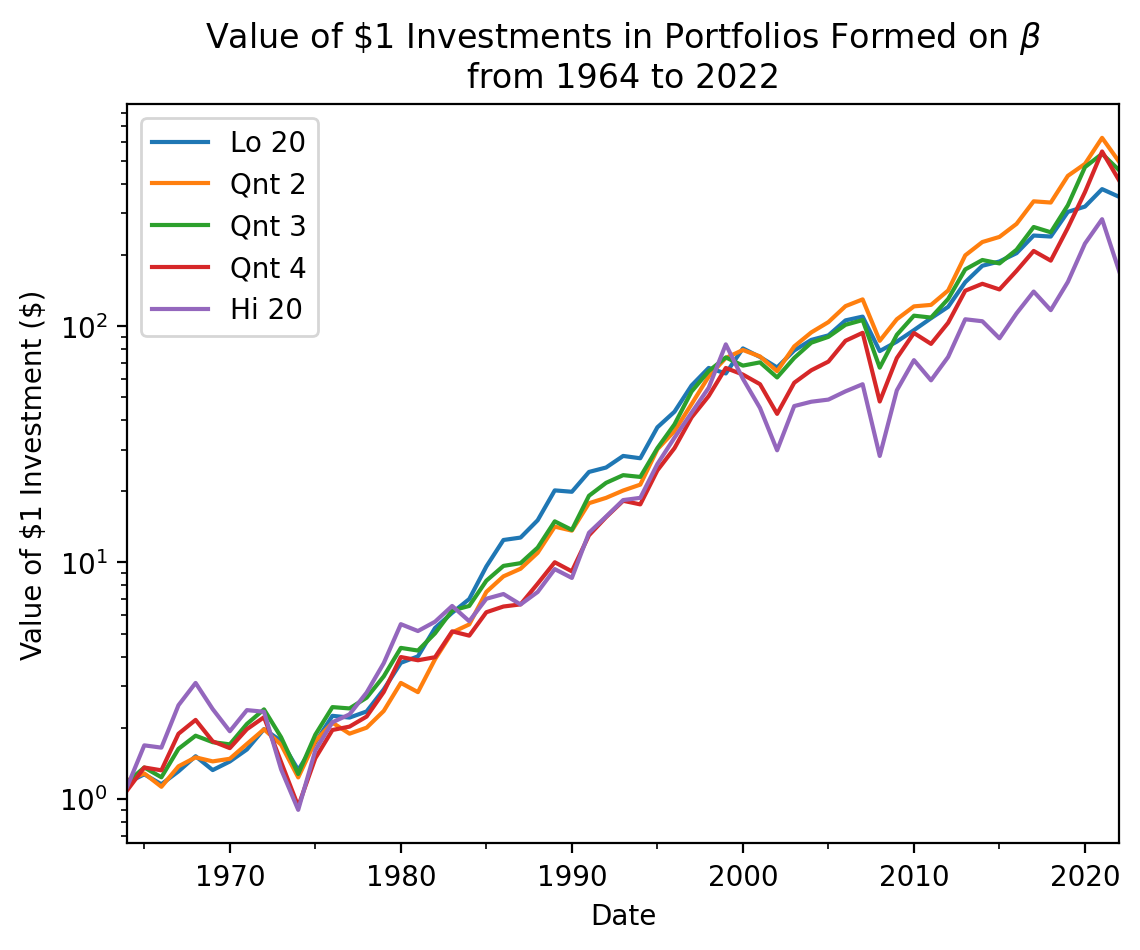 Value of $1 Investments in Portfolios Formed on β
from 1964 to 2022
Lo 20
Qnt 2
Qnt 3
Qnt 4
Hi 20
Value of $1 Investment ($)
10²
10¹
10⁰
1970 1980 1990 2000 2010 2020
Date